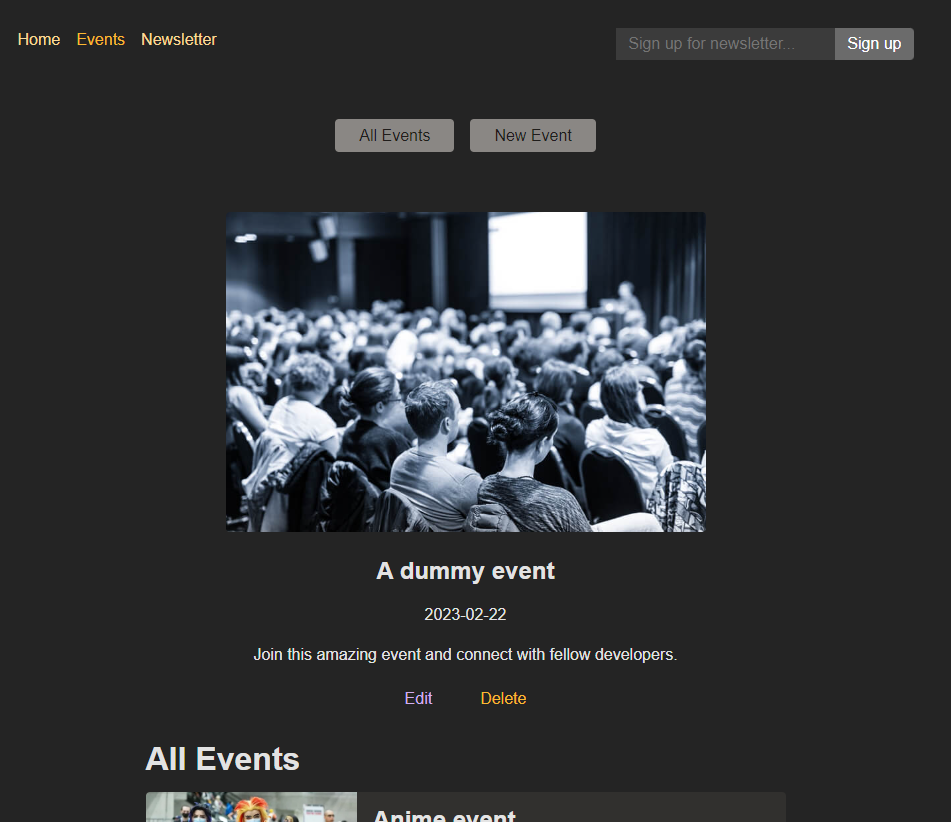 Home Events Newsletter Sign up for newsletter... Sign up
All Events New Event
A dummy event
2023-02-22
Join this amazing event and connect with fellow developers.
Edit Delete
All Events
Anime event